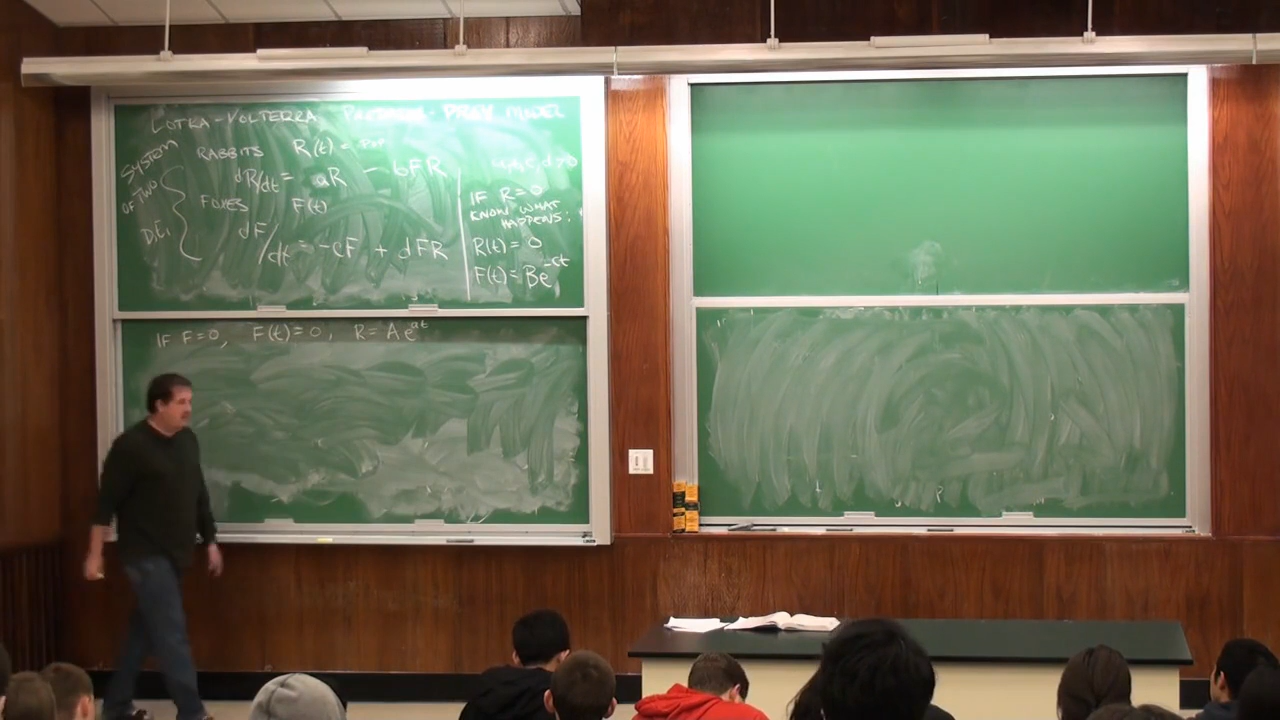 LOTKA-VOLTERRA PREDATOR-PREY MODEL
SYSTEM
OF TWO
D.E.
RABBITS R(t) = POP
dR/dt = aR - bFR
FOXES F(t)
dF/dt = -cF + dFR
a,b,c,d>0
IF R=0
KNOW WHAT
HAPPENS:
R(t) = 0
F(t) = Be^-ct
IF F=0, F(t)=0, R=Ae^at